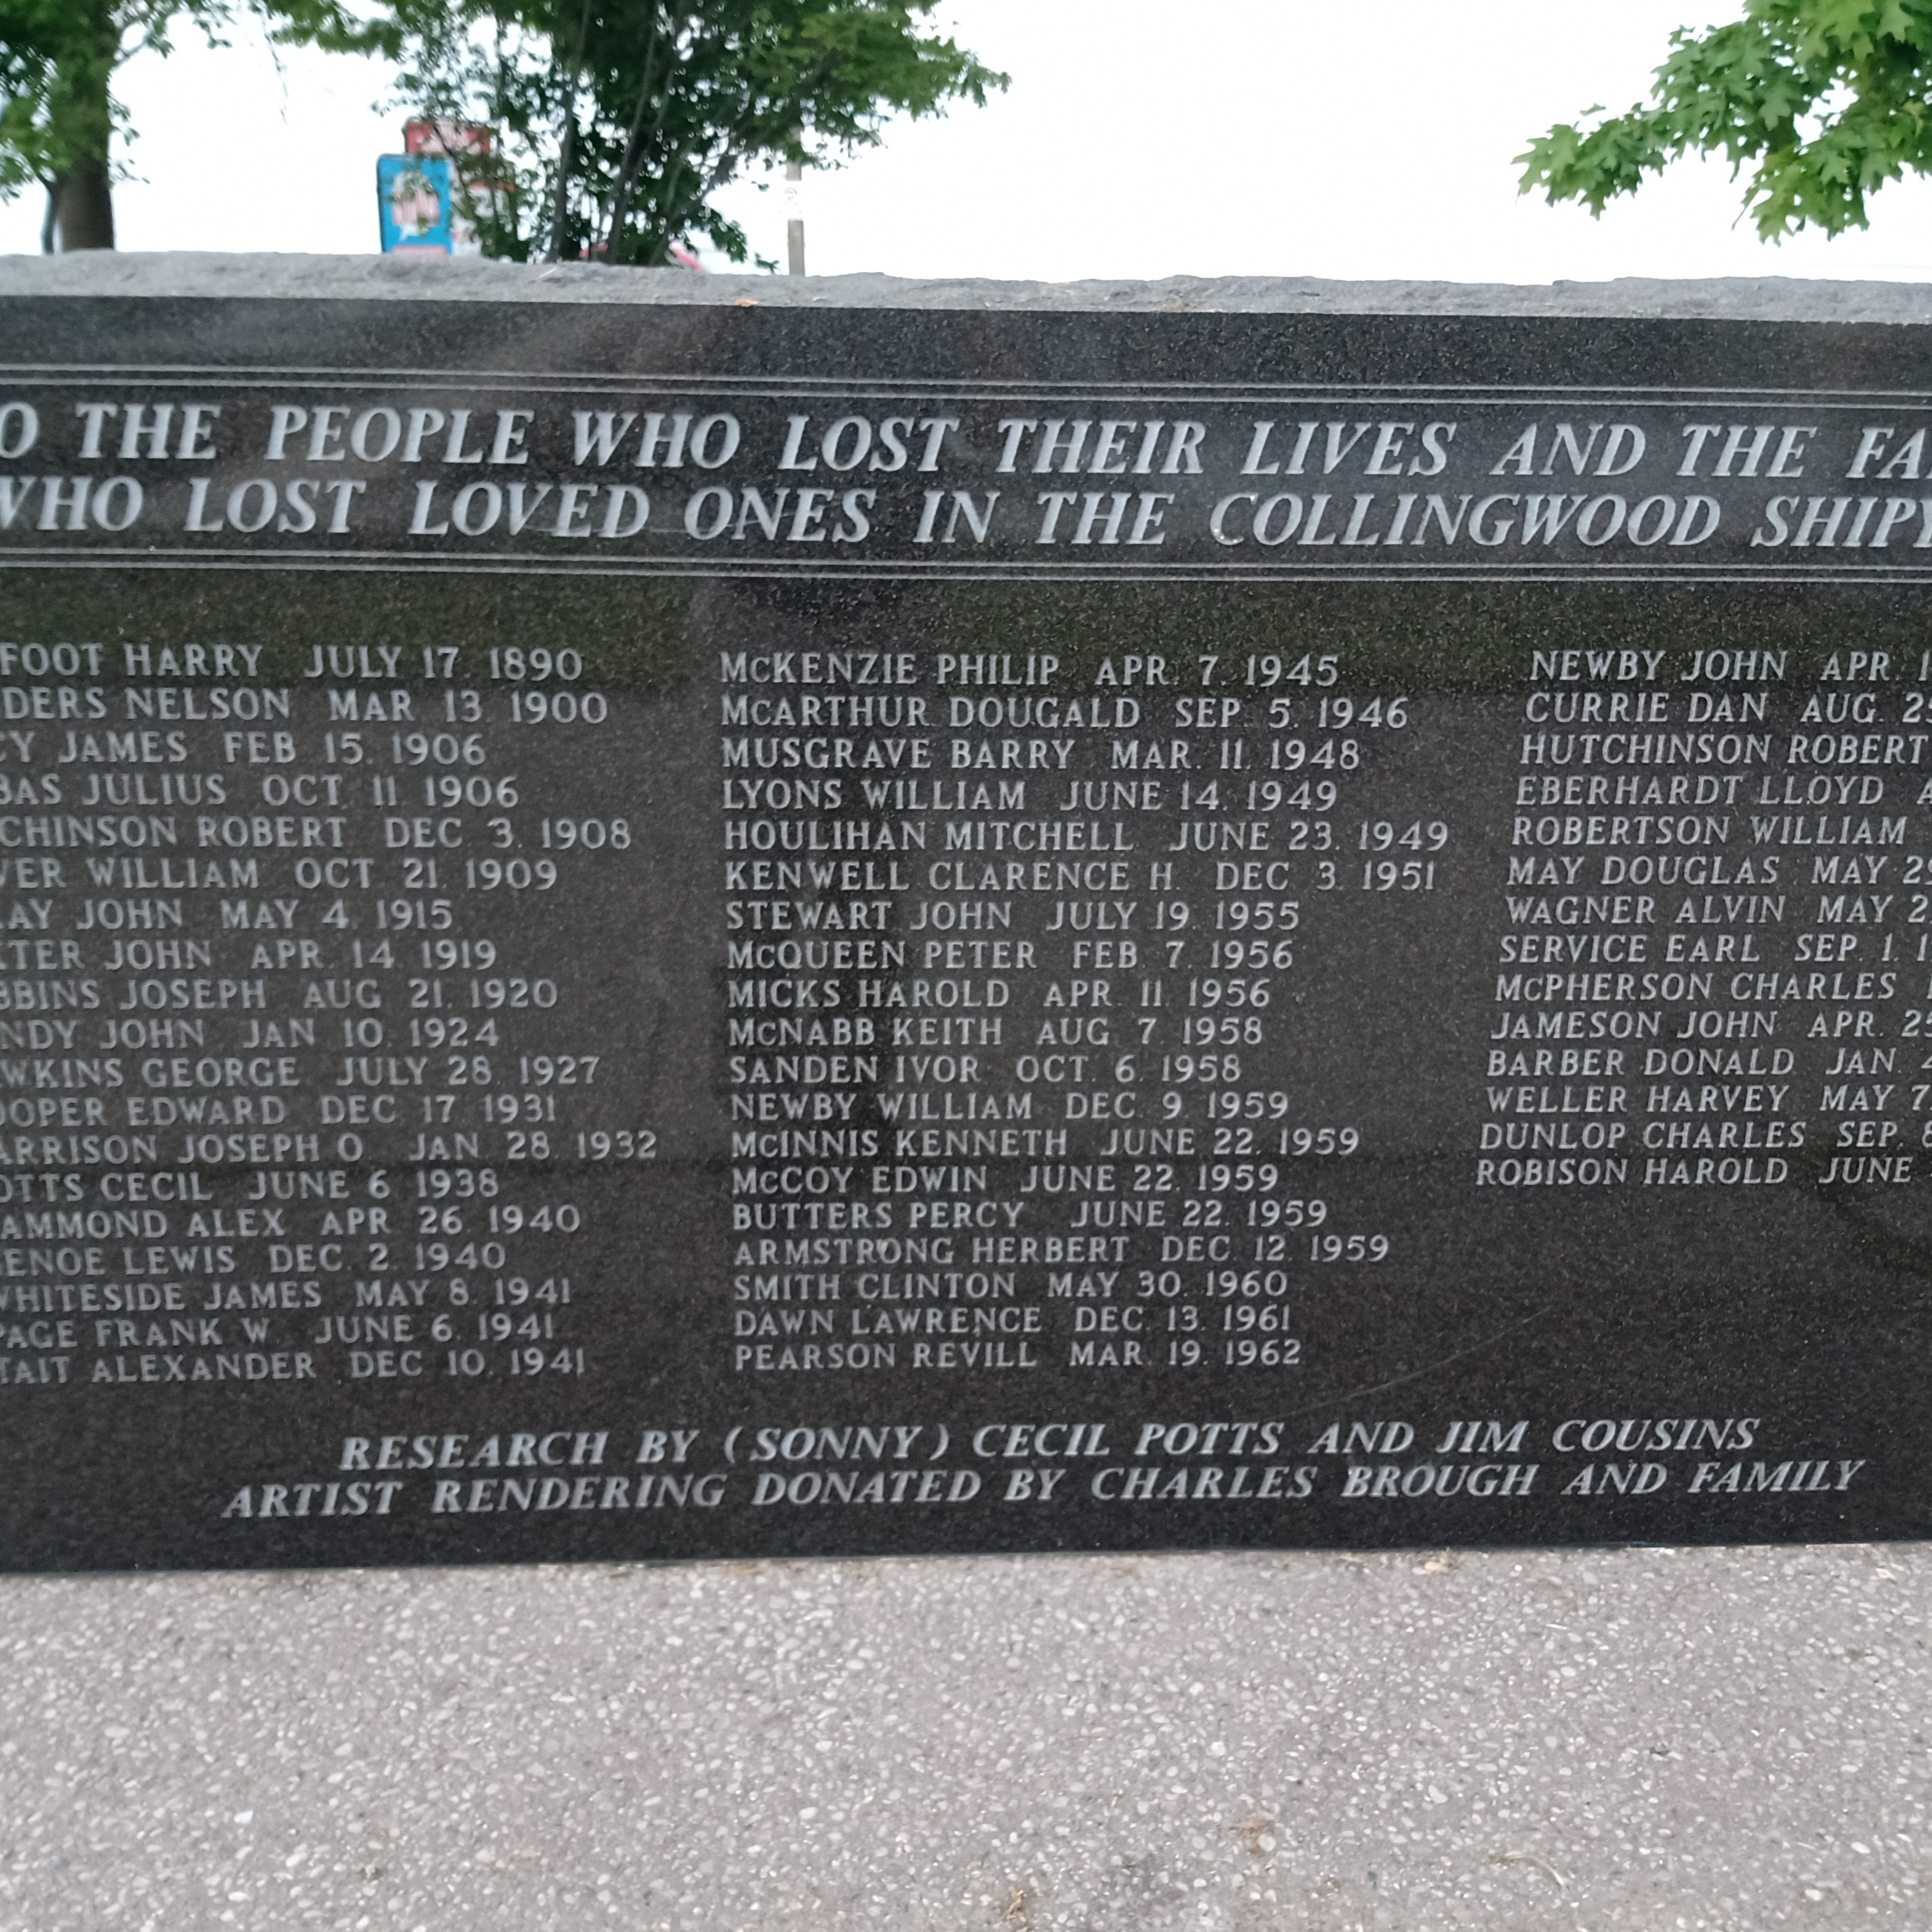 O THE PEOPLE WHO LOST THEIR LIVES AND THE FA
WHO LOST LOVED ONES IN THE COLLINGWOOD SHIPY
FOOT HARRY JULY 17. 1890
DERS NELSON MAR 13. 1900
CY JAMES FEB 15. 1906
BAS JULIUS OCT 11 1906
CHINSON ROBERT DEC 3. 1908
VER WILLIAM OCT 21. 1909
AY JOHN MAY 4. 1915
TER JOHN APR. 14. 1919
BBINS JOSEPH AUG 21. 1920
NDY JOHN JAN 10. 1924
WKINS GEORGE JULY 28. 1927
OOPER EDWARD DEC 17. 1931
ARRISON JOSEPH O JAN 28. 1932
OTTS CECIL JUNE 6 1938
AMMOND ALEX APR 26. 1940
ENOE LEWIS DEC. 2. 1940
WHITESIDE JAMES MAY 8. 1941
PAGE FRANK W. JUNE 6. 1941
TAIT ALEXANDER DEC 10. 1941
McKENZIE PHILIP APR. 7. 1945
McARTHUR DOUGALD SEP. 5. 1946
MUSGRAVE BARRY MAR. 11. 1948
LYONS WILLIAM JUNE 14. 1949
HOULIHAN MITCHELL JUNE 23. 1949
KENWELL CLARENCE H. DEC 3. 1951
STEWART JOHN JULY 19. 1955
McQUEEN PETER FEB 7. 1956
MICKS HAROLD APR. 11. 1956
McNABB KEITH AUG 7. 1958
SANDEN IVOR OCT. 6. 1958
NEWBY WILLIAM DEC. 9. 1959
McINNIS KENNETH JUNE 22. 1959
McCOY EDWIN JUNE 22. 1959
BUTTERS PERCY JUNE 22. 1959
ARMSTRONG HERBERT DEC. 12. 1959
SMITH CLINTON MAY 30. 1960
DAWN LAWRENCE DEC. 13. 1961
PEARSON REVILL MAR. 19. 1962
NEWBY JOHN APR. 1
CURRIE DAN AUG. 2
HUTCHINSON ROBERT
EBERHARDT LLOYD A
ROBERTSON WILLIAM
MAY DOUGLAS MAY 29
WAGNER ALVIN MAY 2
SERVICE EARL SEP. 1. 1
McPHERSON CHARLES
JAMESON JOHN APR. 2
BARBER DONALD JAN.
WELLER HARVEY MAY 7
DUNLOP CHARLES SEP. 6
ROBISON HAROLD JUNE
RESEARCH BY (SONNY) CECIL POTTS AND JIM COUSINS
ARTIST RENDERING DONATED BY CHARLES BROUGH AND FAMILY